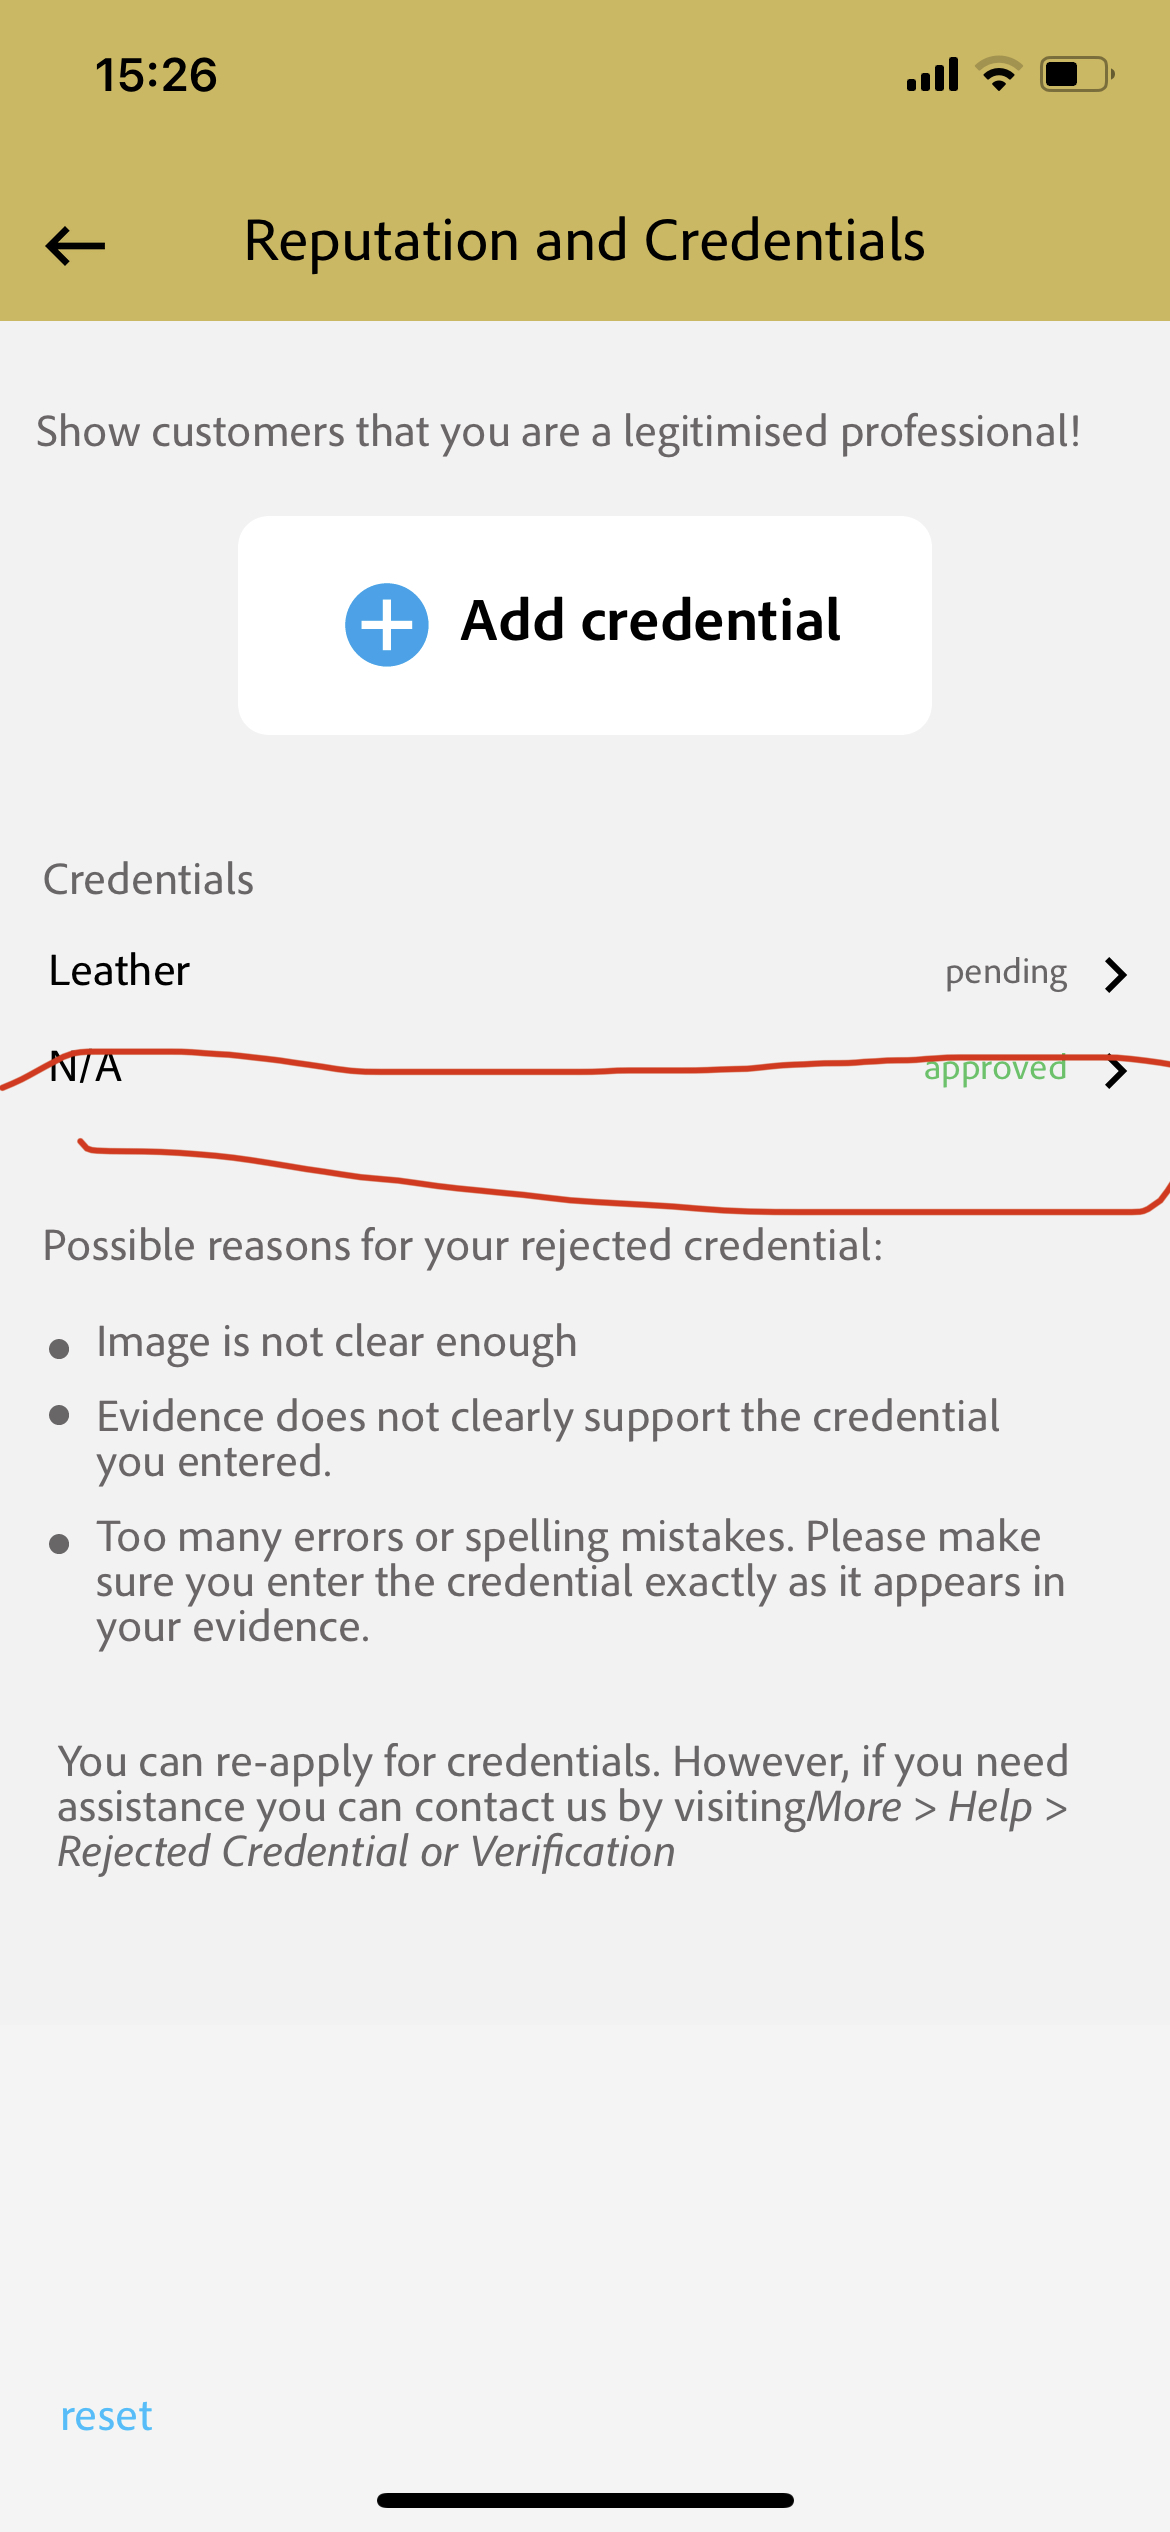 15:26
Reputation and Credentials
Show customers that you are a legitimised professional!
Add credential
Credentials
Leather pending
N/A approved
Possible reasons for your rejected credential:
Image is not clear enough
Evidence does not clearly support the credential
you entered.
Too many errors or spelling mistakes. Please make
sure you enter the credential exactly as it appears in
your evidence.
You can re-apply for credentials. However, if you need
assistance you can contact us by visitingMore > Help >
Rejected Credential or Verification
reset